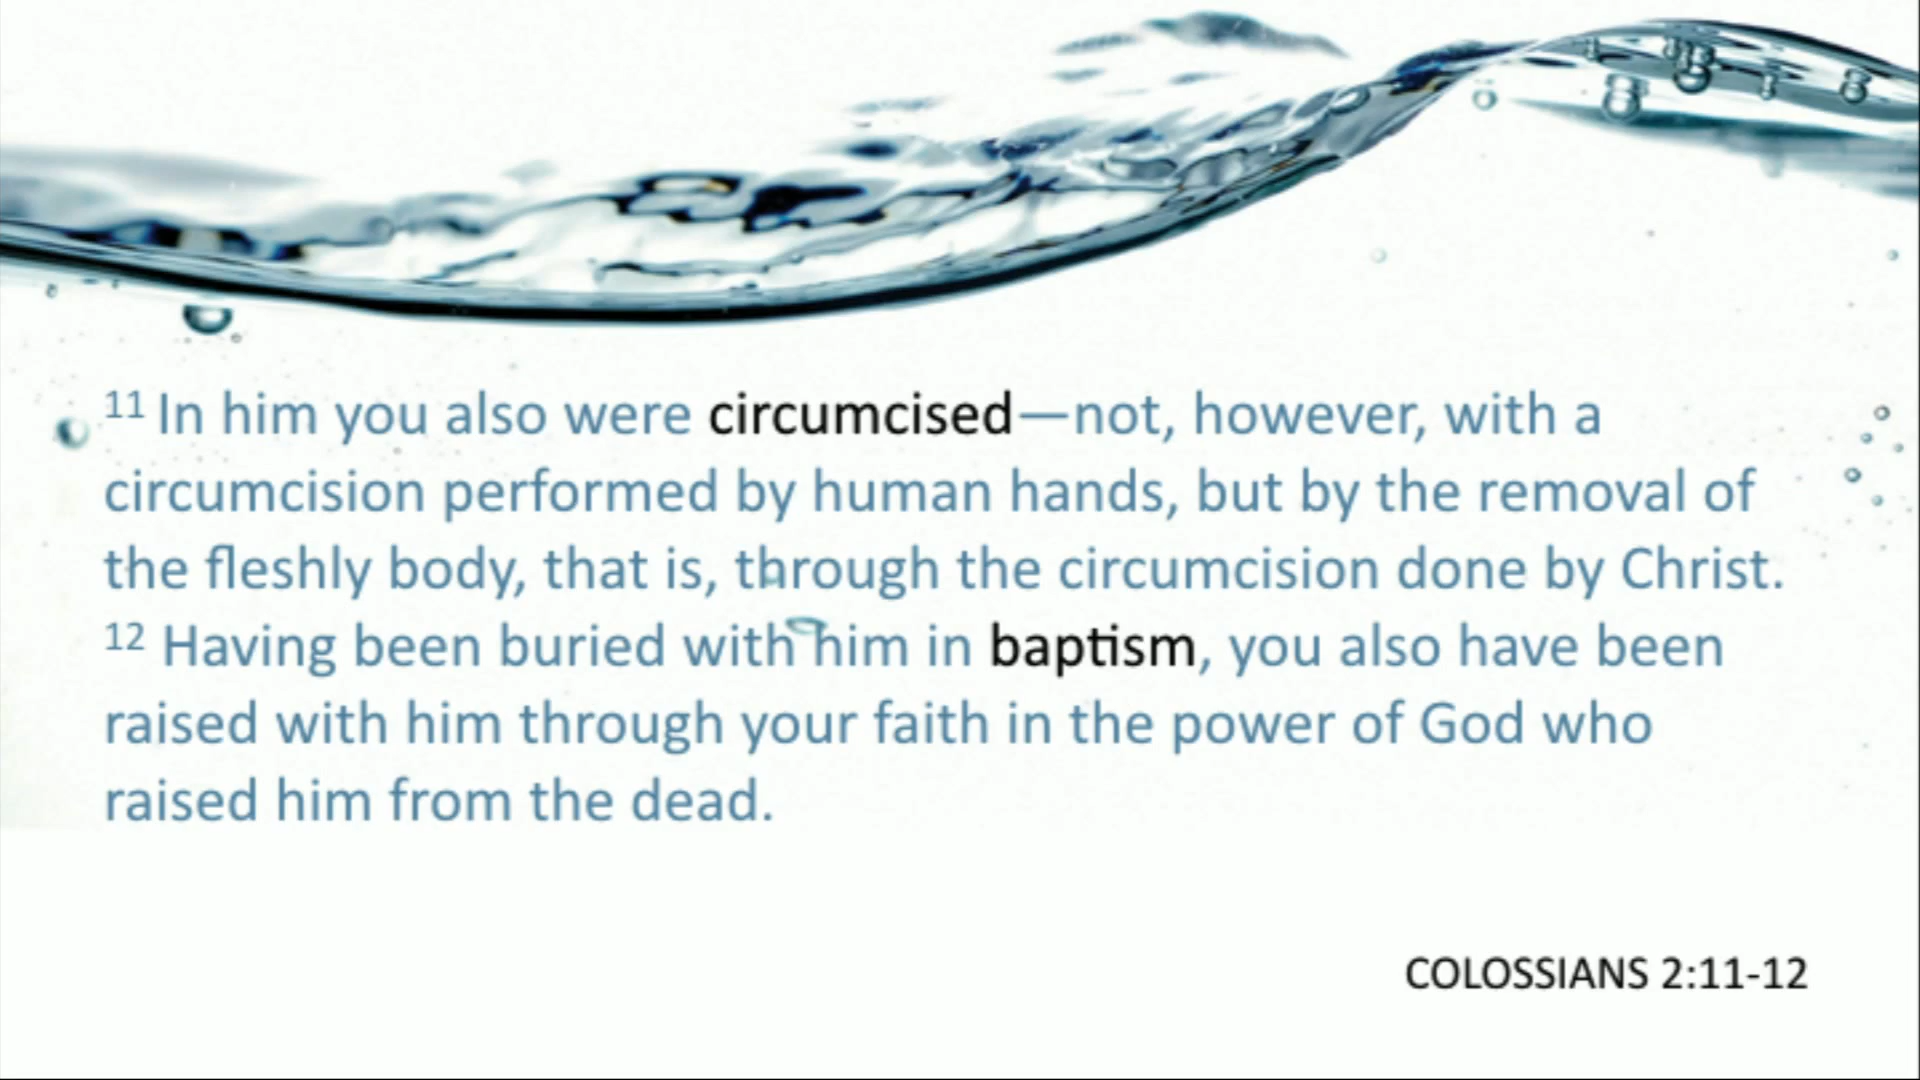 11 In him you also were circumcised—not, however, with a
circumcision performed by human hands, but by the removal of
the fleshly body, that is, through the circumcision done by Christ.
12 Having been buried with him in baptism, you also have been
raised with him through your faith in the power of God who
raised him from the dead.
COLOSSIANS 2:11-12